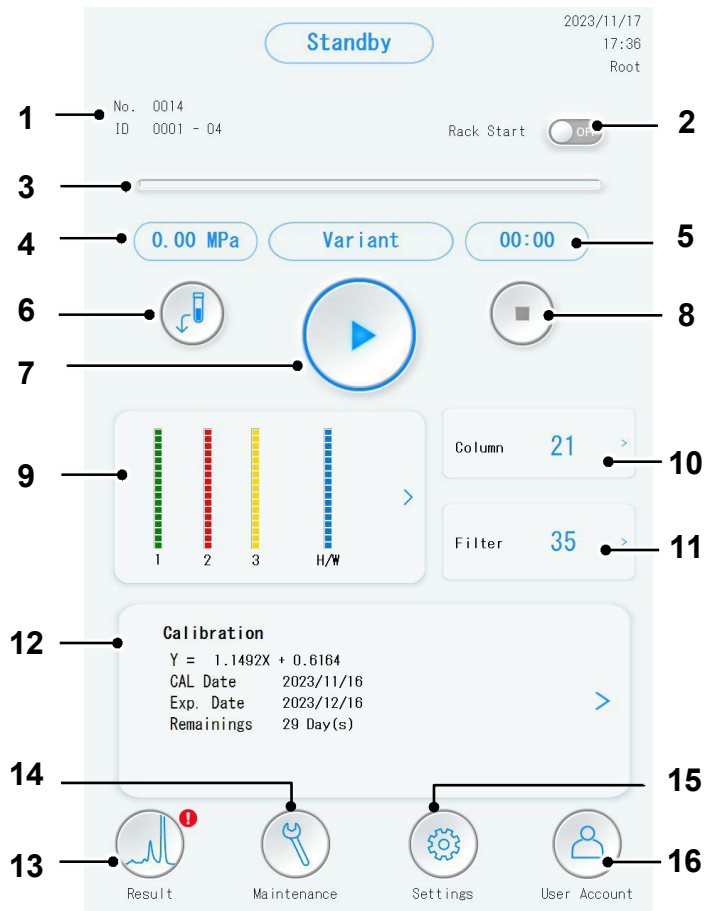 2023/11/17
Standby
17:36
Root
1
No. 0014
ID 0001 - 04
Rack Start
OFF
2
3
4
0.00 MPa
Variant
00:00
5
6
7
8
9
1
2
3
H/W
Column 21 >
10
Filter 35 >
11
12
Calibration
Y = 1.1492X + 0.6164
CAL Date 2023/11/16
Exp. Date 2023/12/16
Remainings 29 Day(s)
14
15
13
16
Result
Maintenance
Settings
User Account